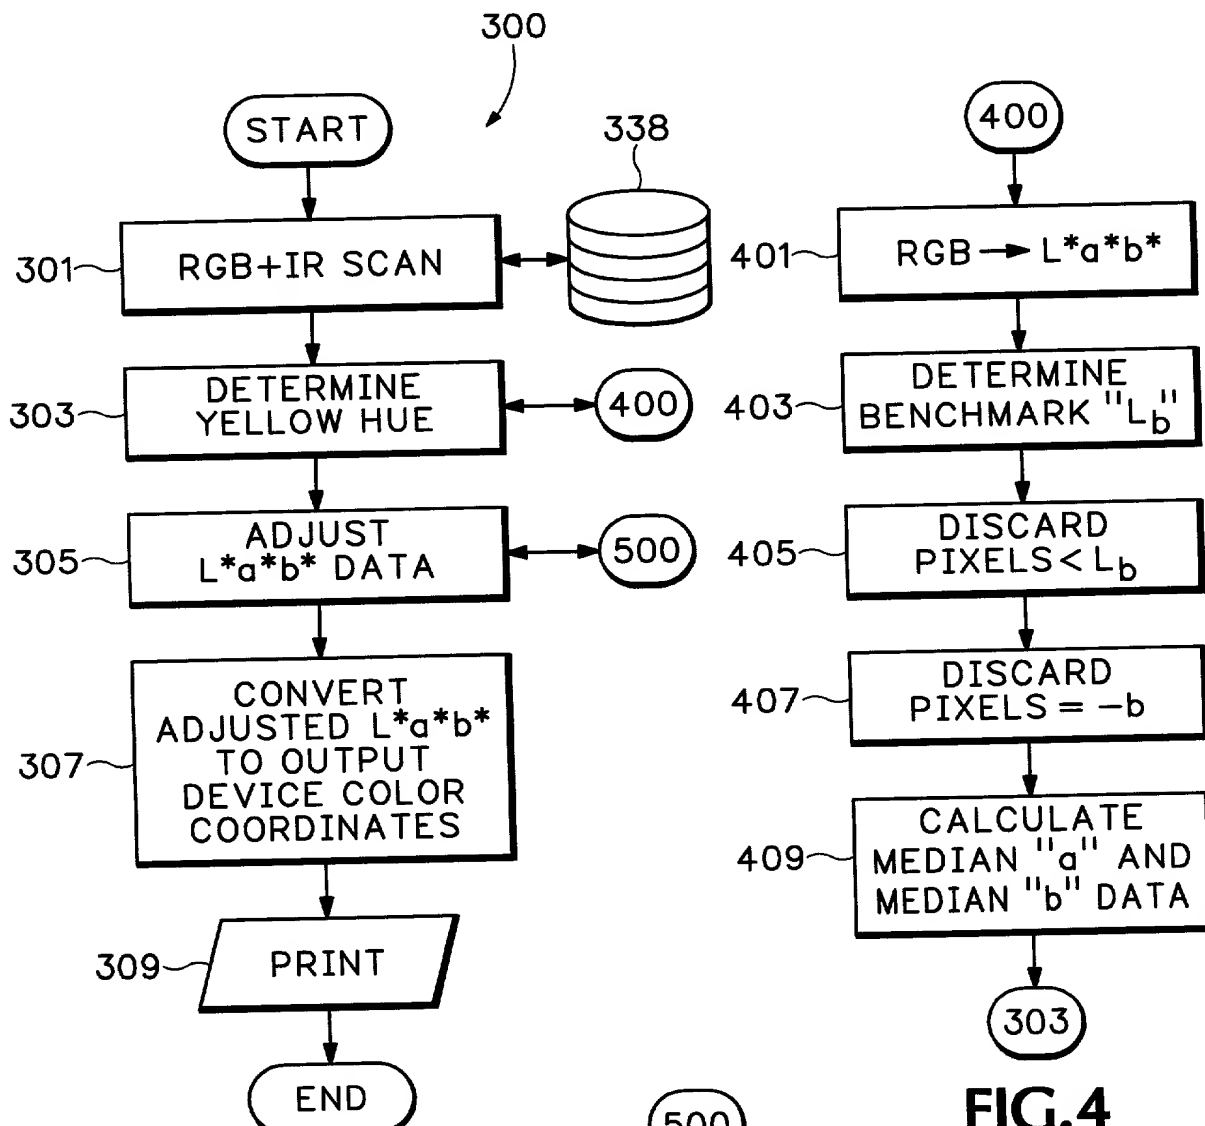 300
START
338
301
RGB+IR SCAN
303
DETERMINE
YELLOW HUE
400
305
ADJUST
L*a*b* DATA
500
307
CONVERT
ADJUSTED L*a*b*
TO OUTPUT
DEVICE COLOR
COORDINATES
309
PRINT
END
400
401
RGB → L*a*b*
403
DETERMINE
BENCHMARK "Lb"
405
DISCARD
PIXELS < Lb
407
DISCARD
PIXELS = -b
409
CALCULATE
MEDIAN "a" AND
MEDIAN "b" DATA
303
FIG.4
500